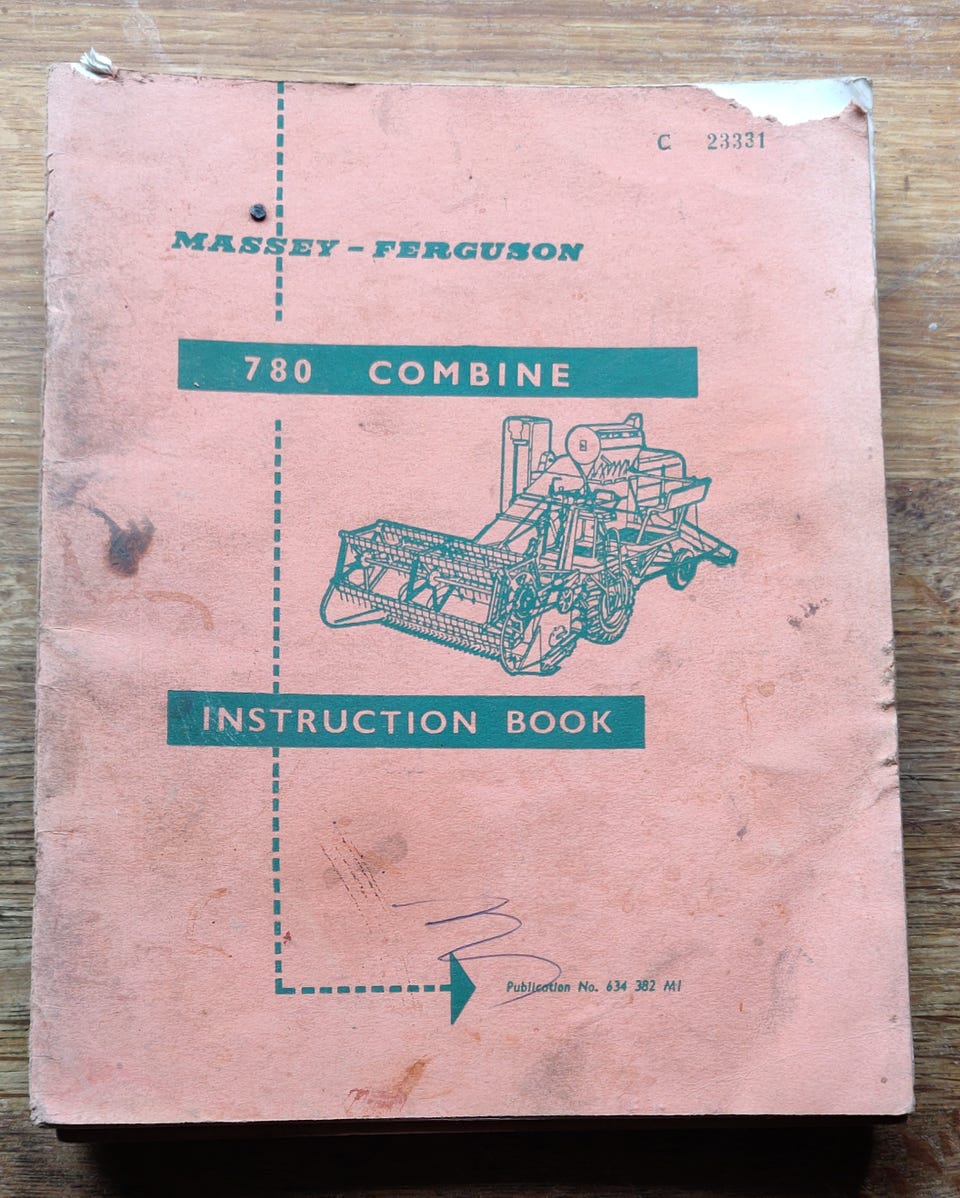 C 23331
MASSEY - FERGUSON
780 COMBINE
INSTRUCTION BOOK
Publication No. 634 382 M1